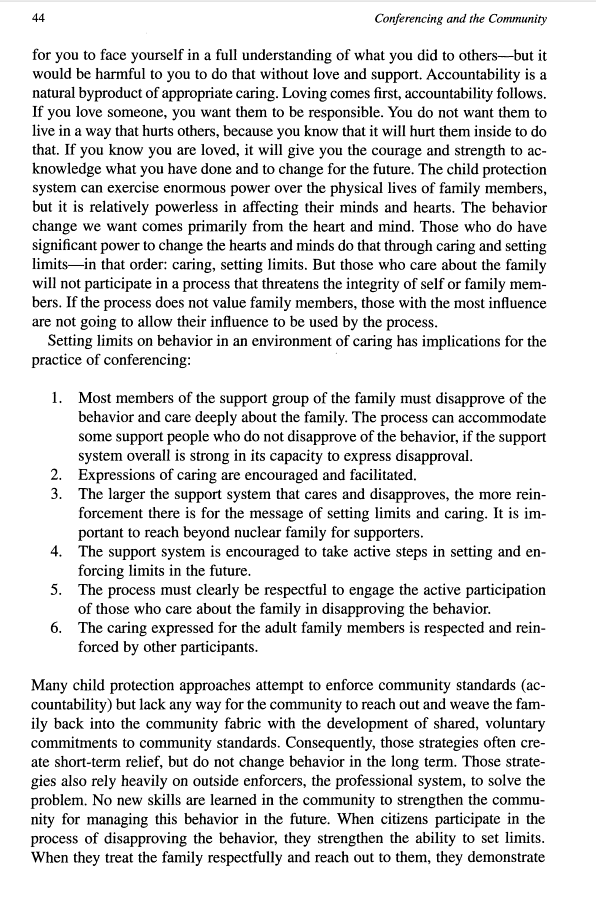 44
Conferencing and the Community
for you to face yourself in a full understanding of what you did to others—but it
would be harmful to you to do that without love and support. Accountability is a
natural byproduct of appropriate caring. Loving comes first, accountability follows.
If you love someone, you want them to be responsible. You do not want them to
live in a way that hurts others, because you know that it will hurt them inside to do
that. If you know you are loved, it will give you the courage and strength to ac-
knowledge what you have done and to change for the future. The child protection
system can exercise enormous power over the physical lives of family members,
but it is relatively powerless in affecting their minds and hearts. The behavior
change we want comes primarily from the heart and mind. Those who do have
significant power to change the hearts and minds do that through caring and setting
limits—in that order: caring, setting limits. But those who care about the family
will not participate in a process that threatens the integrity of self or family mem-
bers. If the process does not value family members, those with the most influence
are not going to allow their influence to be used by the process.
Setting limits on behavior in an environment of caring has implications for the
practice of conferencing:
1. Most members of the support group of the family must disapprove of the
behavior and care deeply about the family. The process can accommodate
some support people who do not disapprove of the behavior, if the support
system overall is strong in its capacity to express disapproval.
2. Expressions of caring are encouraged and facilitated.
3. The larger the support system that cares and disapproves, the more rein-
forcement there is for the message of setting limits and caring. It is im-
portant to reach beyond nuclear family for supporters.
4. The support system is encouraged to take active steps in setting and en-
forcing limits in the future.
5. The process must clearly be respectful to engage the active participation
of those who care about the family in disapproving the behavior.
6. The caring expressed for the adult family members is respected and rein-
forced by other participants.
Many child protection approaches attempt to enforce community standards (ac-
countability) but lack any way for the community to reach out and weave the fam-
ily back into the community fabric with the development of shared, voluntary
commitments to community standards. Consequently, those strategies often cre-
ate short-term relief, but do not change behavior in the long term. Those strate-
gies also rely heavily on outside enforcers, the professional system, to solve the
problem. No new skills are learned in the community to strengthen the commu-
nity for managing this behavior in the future. When citizens participate in the
process of disapproving the behavior, they strengthen the ability to set limits.
When they treat the family respectfully and reach out to them, they demonstrate